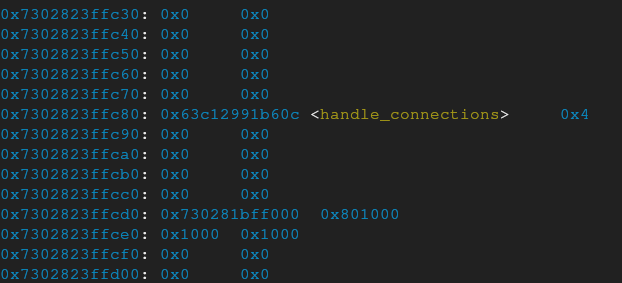 0x7302823ffc30: 0x0 0x0
0x7302823ffc40: 0x0 0x0
0x7302823ffc50: 0x0 0x0
0x7302823ffc60: 0x0 0x0
0x7302823ffc70: 0x0 0x0
0x7302823ffc80: 0x63c12991b60c <handle_connections> 0x4
0x7302823ffc90: 0x0 0x0
0x7302823ffca0: 0x0 0x0
0x7302823ffcb0: 0x0 0x0
0x7302823ffcc0: 0x0 0x0
0x7302823ffcd0: 0x730281bff000 0x801000
0x7302823ffce0: 0x1000 0x1000
0x7302823ffcf0: 0x0 0x0
0x7302823ffd00: 0x0 0x0